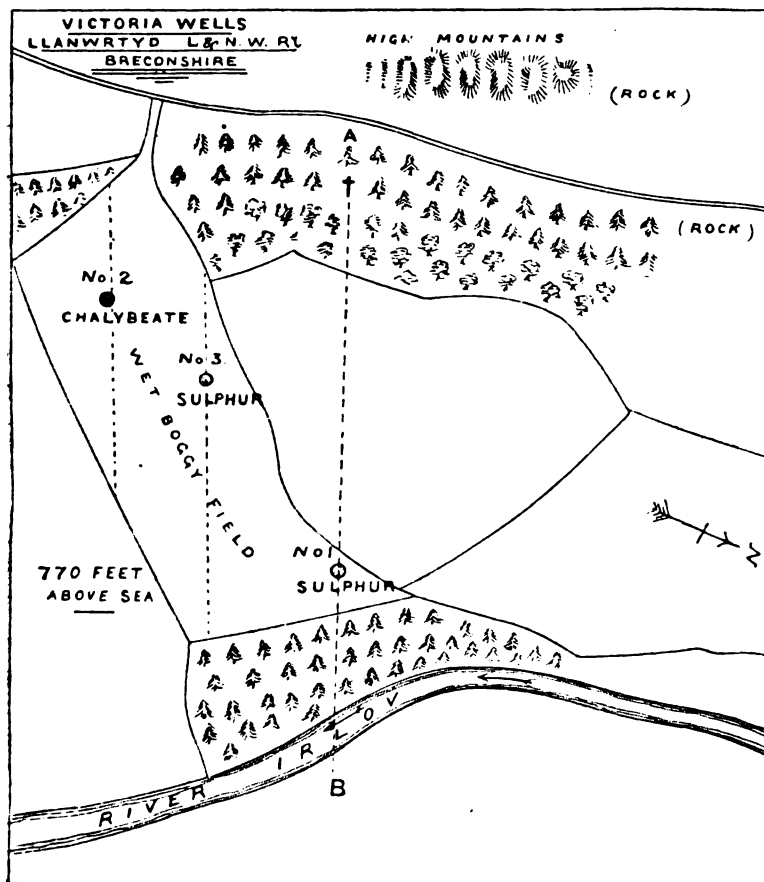 VICTORIA WELLS
LLANWRTYD L & N. W. RY
BRECONSHIRE
HIGH MOUNTAINS
(ROCK)
A
(ROCK)
No 2
CHALYBEATE
No 3
SULPHUR
WET BOGGY FIELD
N
No 1
SULPHUR
770 FEET
ABOVE SEA
RIVER IRLOV
B